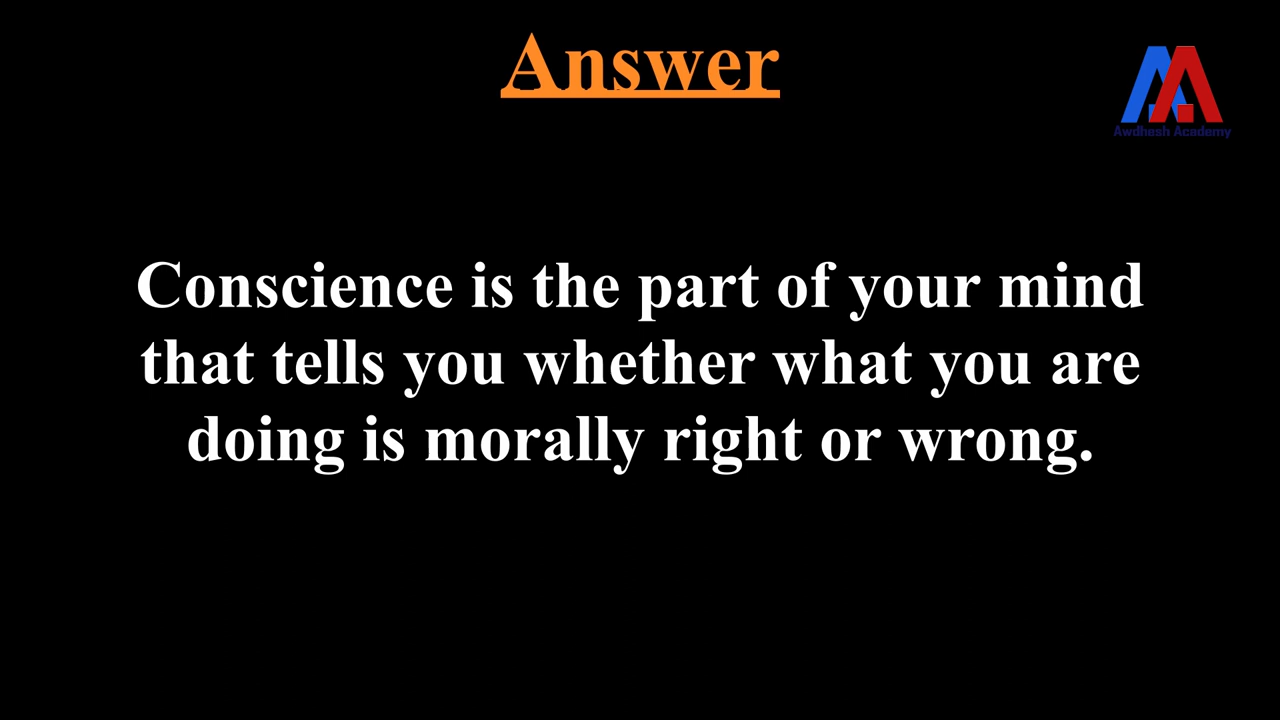 Answer
Awdhesh Academy
Conscience is the part of your mind
that tells you whether what you are
doing is morally right or wrong.